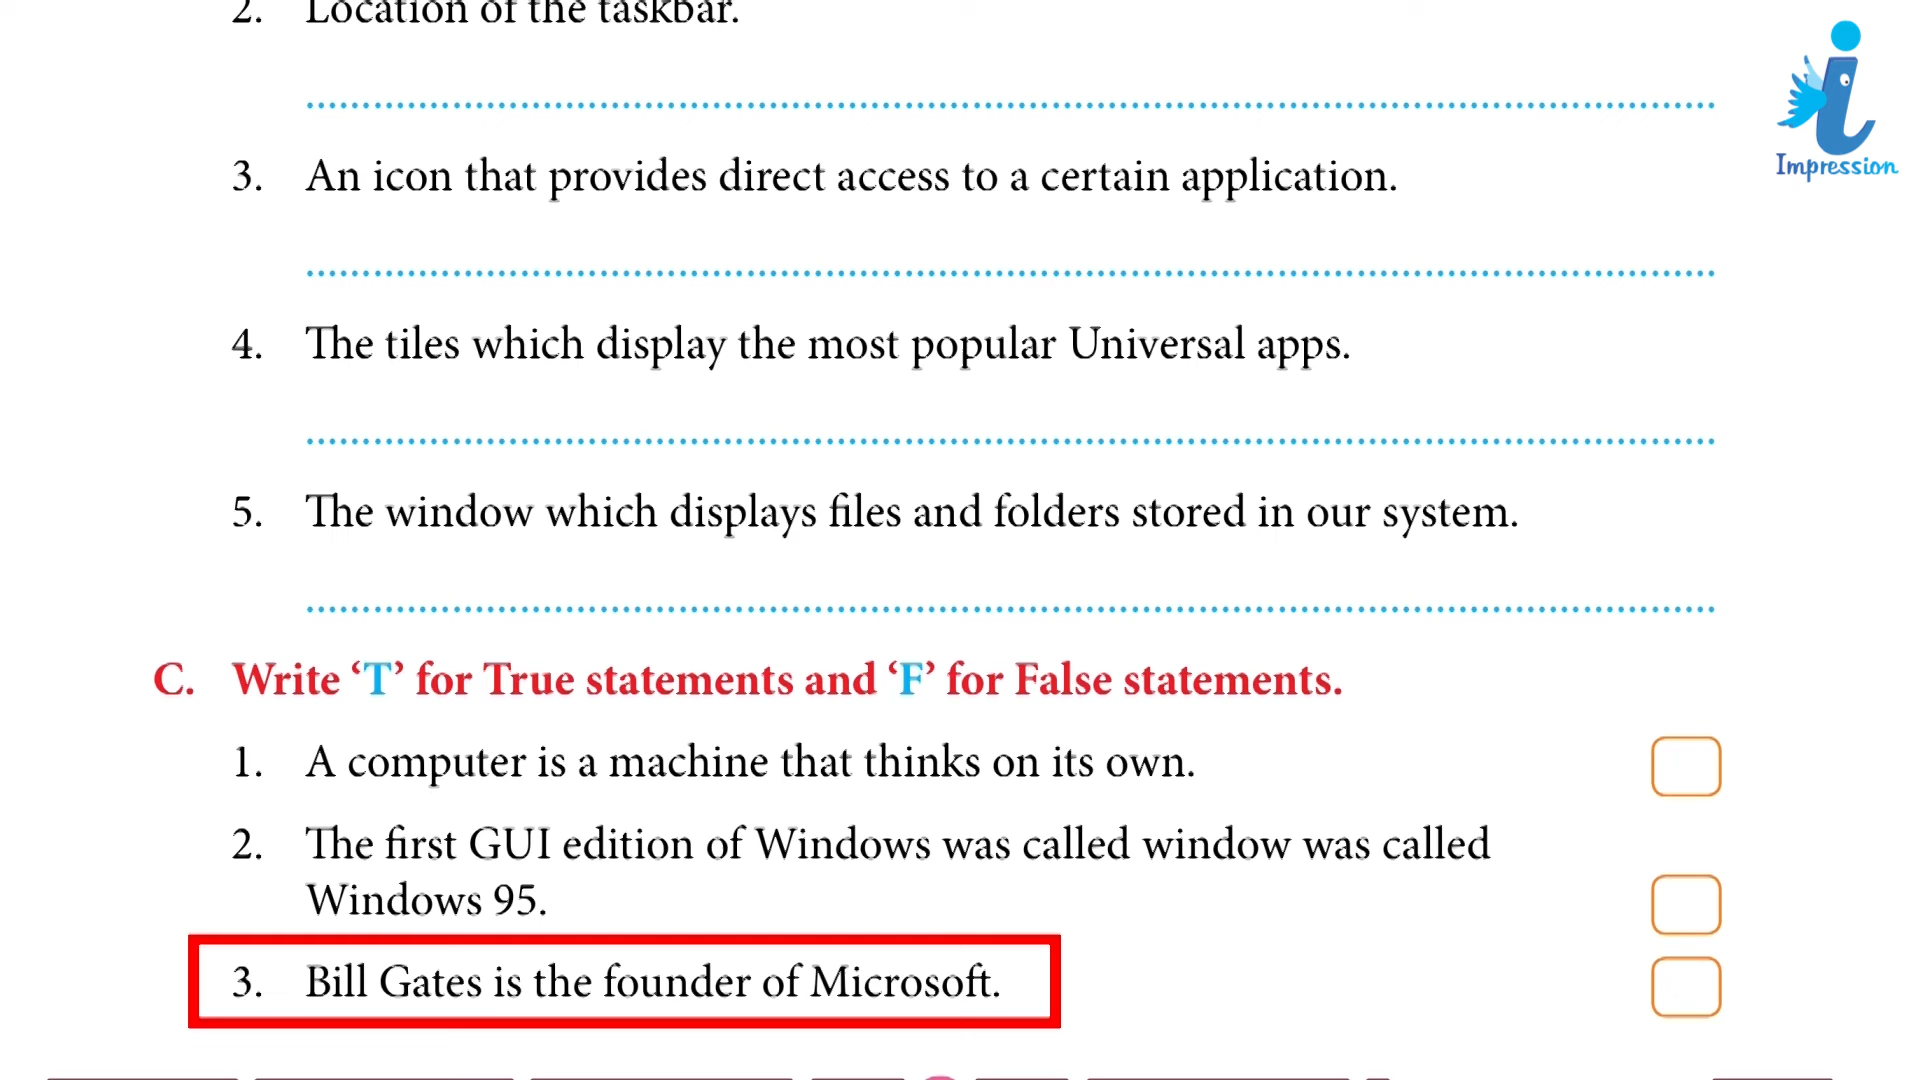 2. Location of the taskbar.
Impression
3. An icon that provides direct access to a certain application.
4. The tiles which display the most popular Universal apps.
5. The window which displays files and folders stored in our system.
C. Write ‘T’ for True statements and ‘F’ for False statements.
1. A computer is a machine that thinks on its own.
2. The first GUI edition of Windows was called window was called
Windows 95.
3. Bill Gates is the founder of Microsoft.